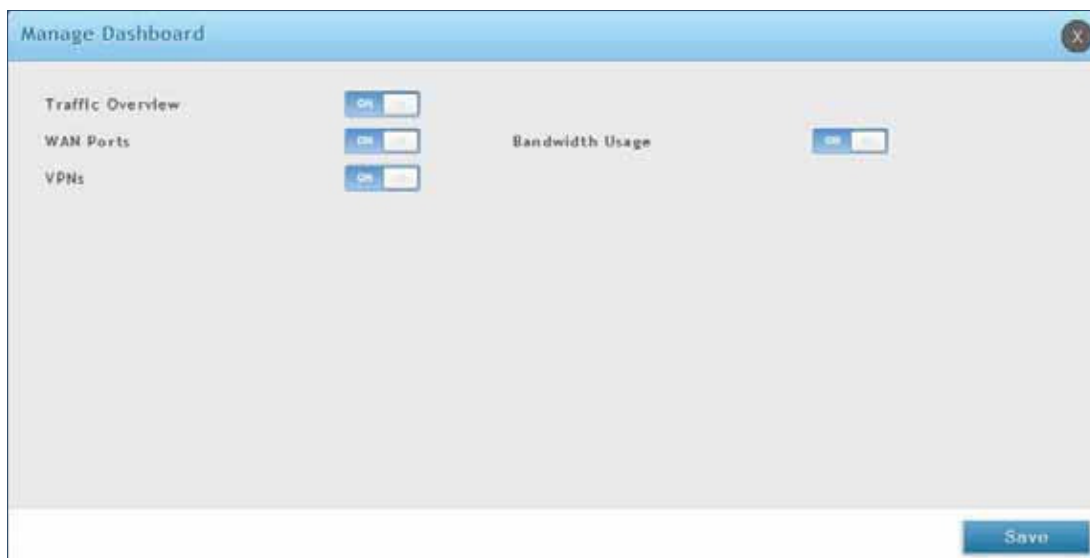 Manage Dashboard
X
Traffic Overview ON
WAN Ports ON Bandwidth Usage ON
VPNs ON
Save